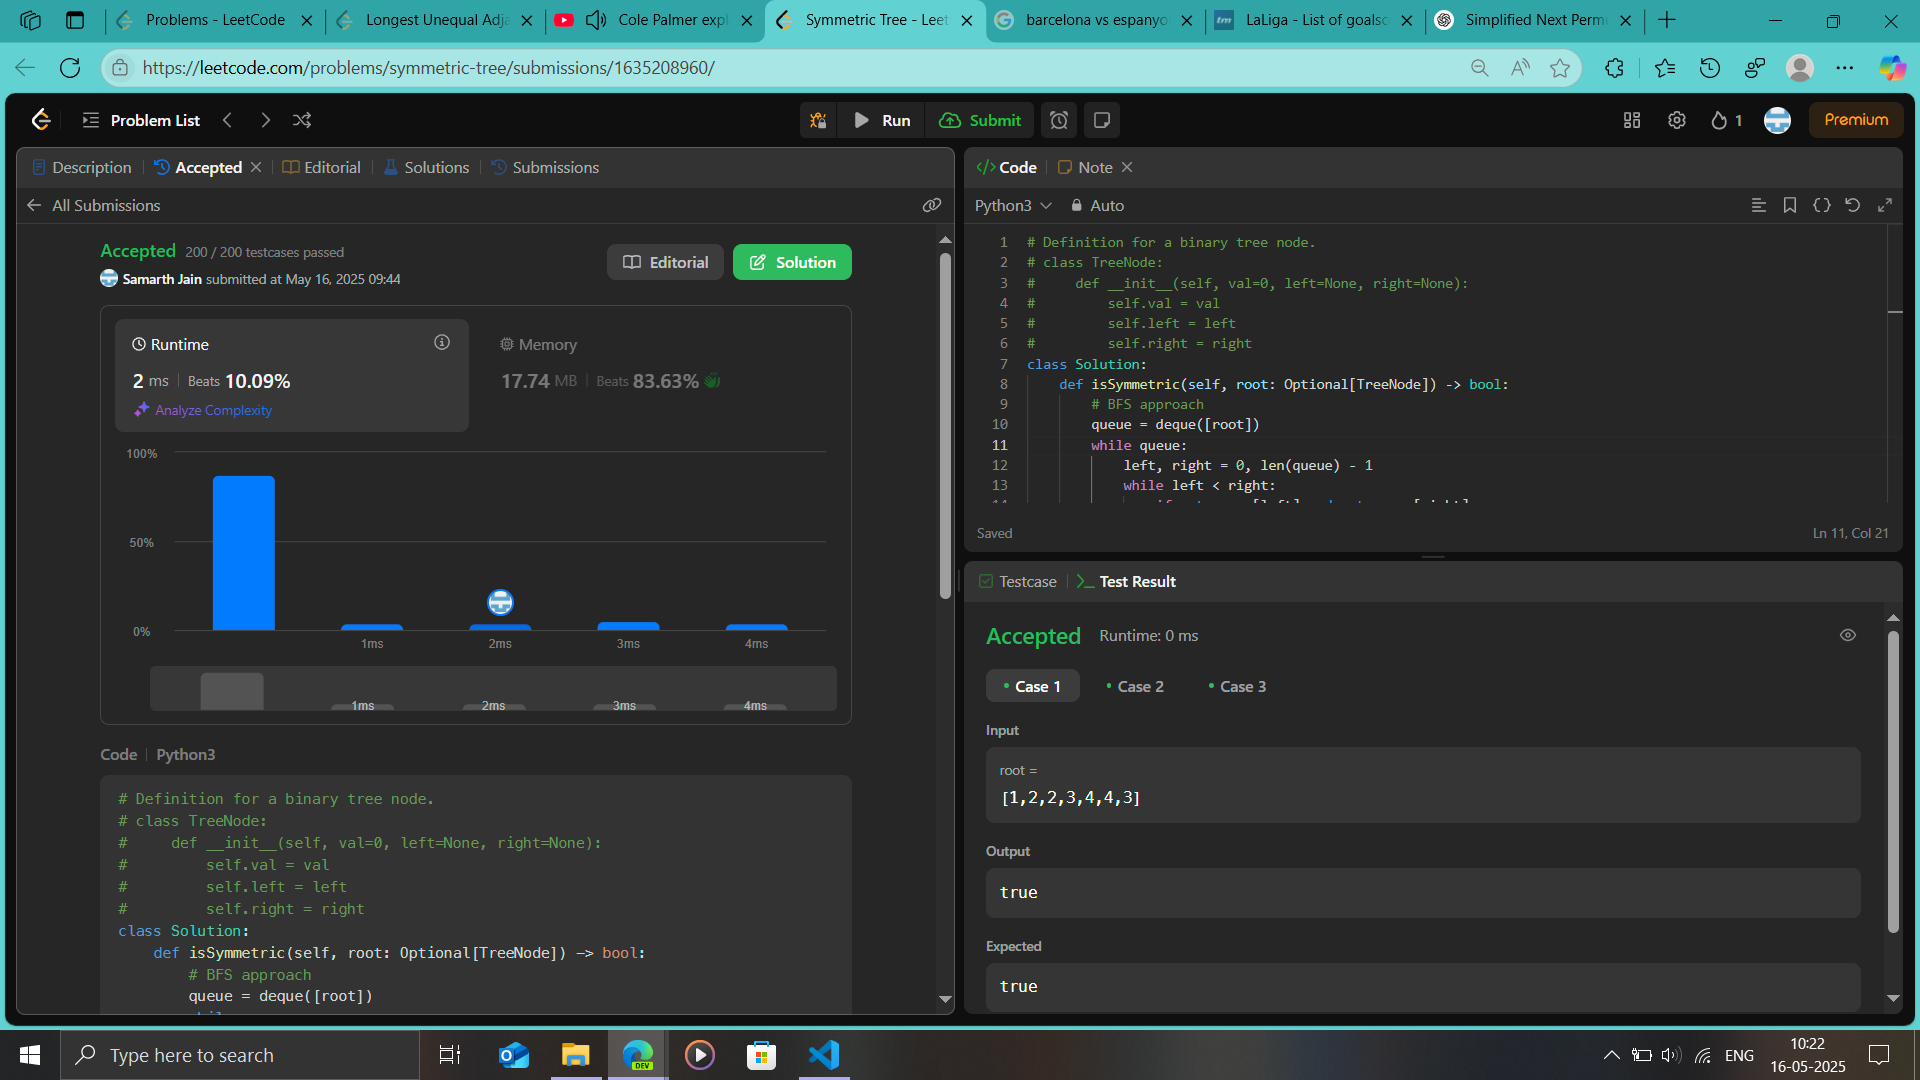 Problems - LeetCode
Longest Unequal Adja
Cole Palmer expl
Symmetric Tree - Leet
barcelona vs espanyo
LaLiga - List of goalsc
Simplified Next Perm
https://leetcode.com/problems/symmetric-tree/submissions/1635208960/
Problem List
Run
Submit
1
Premium
Description
Accepted
Editorial
Solutions
Submissions
All Submissions
Accepted 200 / 200 testcases passed
Samarth Jain submitted at May 16, 2025 09:44
Editorial
Solution
Runtime
2 ms Beats 10.09%
Analyze Complexity
Memory
17.74 MB Beats 83.63%
100%
50%
0%
1ms 2ms 3ms 4ms
1ms 2ms 3ms 4ms
Code Python3
# Definition for a binary tree node.
# class TreeNode:
#     def __init__(self, val=0, left=None, right=None):
#         self.val = val
#         self.left = left
#         self.right = right
class Solution:
    def isSymmetric(self, root: Optional[TreeNode]) -> bool:
        # BFS approach
        queue = deque([root])
</> Code
Note
Python3
Auto
1 # Definition for a binary tree node.
2 # class TreeNode:
3 #     def __init__(self, val=0, left=None, right=None):
4 #         self.val = val
5 #         self.left = left
6 #         self.right = right
7 class Solution:
8     def isSymmetric(self, root: Optional[TreeNode]) -> bool:
9         # BFS approach
10         queue = deque([root])
11         while queue:
12             left, right = 0, len(queue) - 1
13             while left < right:
Saved
Ln 11, Col 21
Testcase
Test Result
Accepted Runtime: 0 ms
Case 1
Case 2
Case 3
Input
root =
[1,2,2,3,4,4,3]
Output
true
Expected
true
Type here to search
DEV
ENG
10:22
16-05-2025